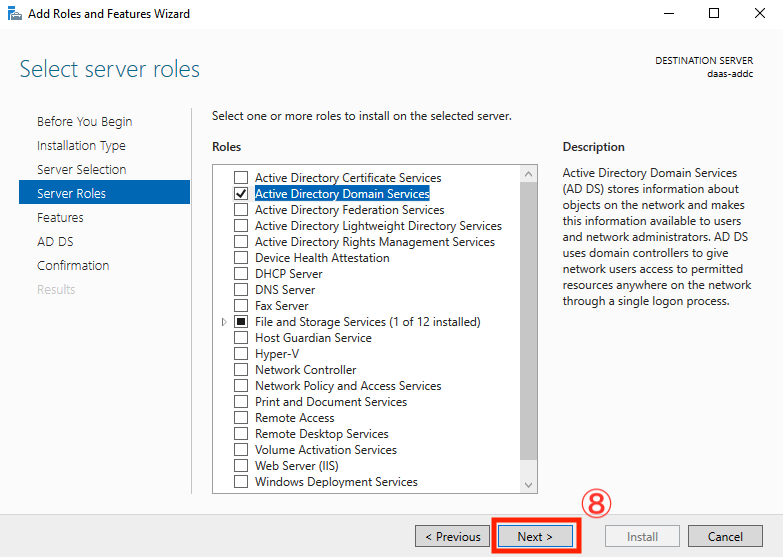 Add Roles and Features Wizard
Select server roles
DESTINATION SERVER
daas-addc
Before You Begin
Installation Type
Server Selection
Server Roles
Features
AD DS
Confirmation
Results
Select one or more roles to install on the selected server.
Roles
Active Directory Certificate Services
Active Directory Domain Services
Active Directory Federation Services
Active Directory Lightweight Directory Services
Active Directory Rights Management Services
Device Health Attestation
DHCP Server
DNS Server
Fax Server
File and Storage Services (1 of 12 installed)
Host Guardian Service
Hyper-V
Network Controller
Network Policy and Access Services
Print and Document Services
Remote Access
Remote Desktop Services
Volume Activation Services
Web Server (IIS)
Windows Deployment Services
Description
Active Directory Domain Services
(AD DS) stores information about
objects on the network and makes
this information available to users
and network administrators. AD DS
uses domain controllers to give
network users access to permitted
resources anywhere on the network
through a single logon process.
⑧
< Previous
Next >
Install
Cancel